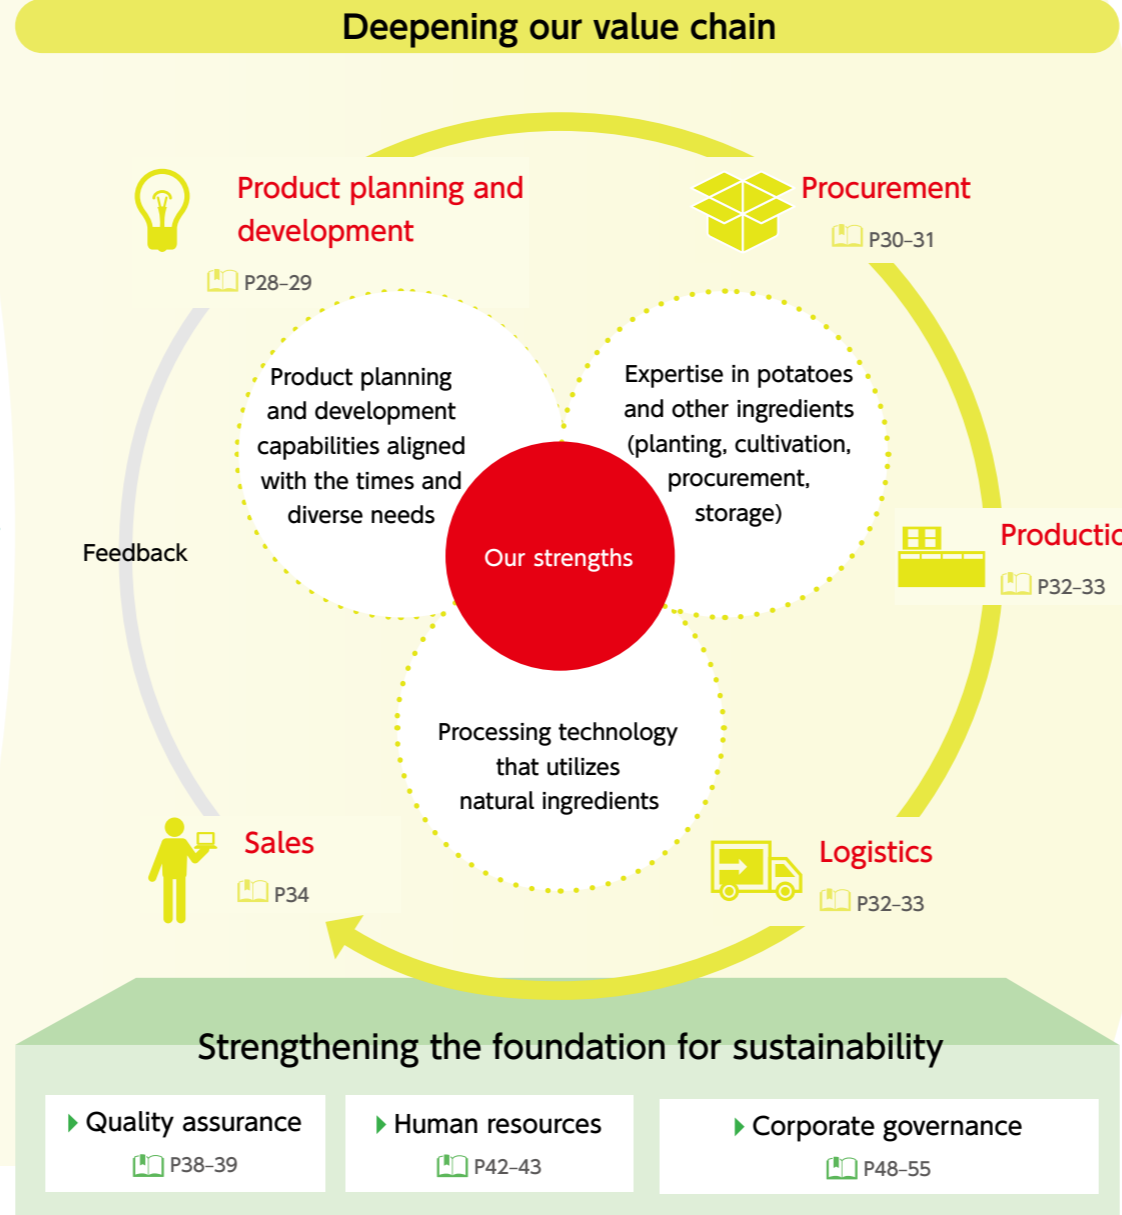 Deepening our value chain
Product planning and
development
P28–29
Procurement
P30–31
Product planning
and development
capabilities aligned
with the times and
diverse needs
Expertise in potatoes
and other ingredients
(planting, cultivation,
procurement,
storage)
Our strengths
Feedback
Productio
P32–33
Processing technology
that utilizes
natural ingredients
Sales
P34
Logistics
P32–33
Strengthening the foundation for sustainability
Quality assurance
P38–39
Human resources
P42–43
Corporate governance
P48–55